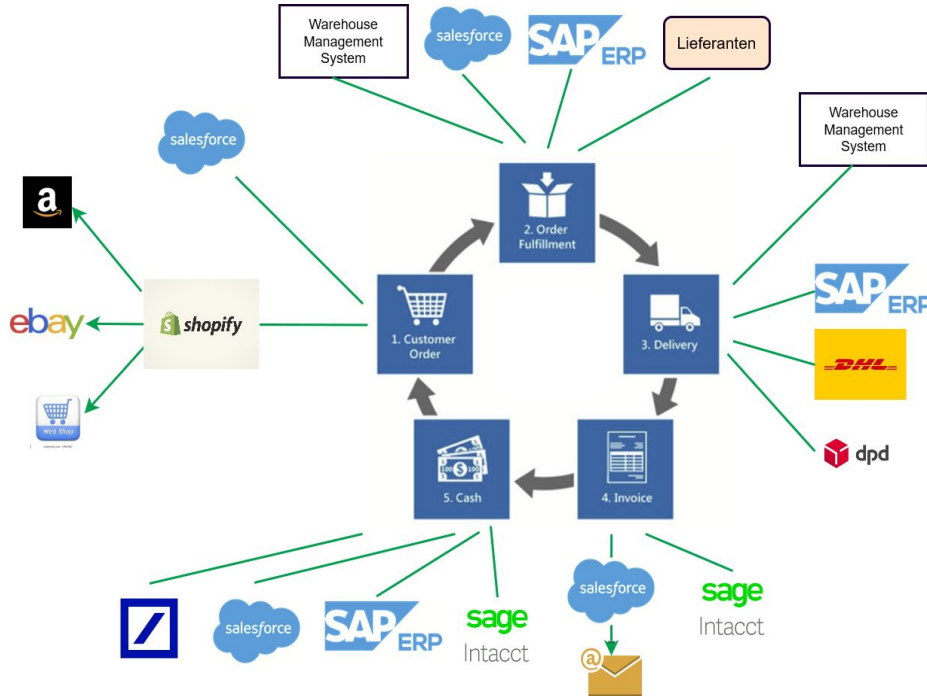 Warehouse
Management
System
salesforce
SAP
ERP
Lieferanten
Warehouse
Management
System
salesforce
a
2. Order
Fulfillment
SAP
ERP
ebay
shopify
1. Customer
Order
3. Delivery
DHL
Web Shop
dpd
100 $ 100
5. Cash
4. Invoice
salesforce
sage
Intacct
salesforce
SAP
ERP
sage
Intacct
@